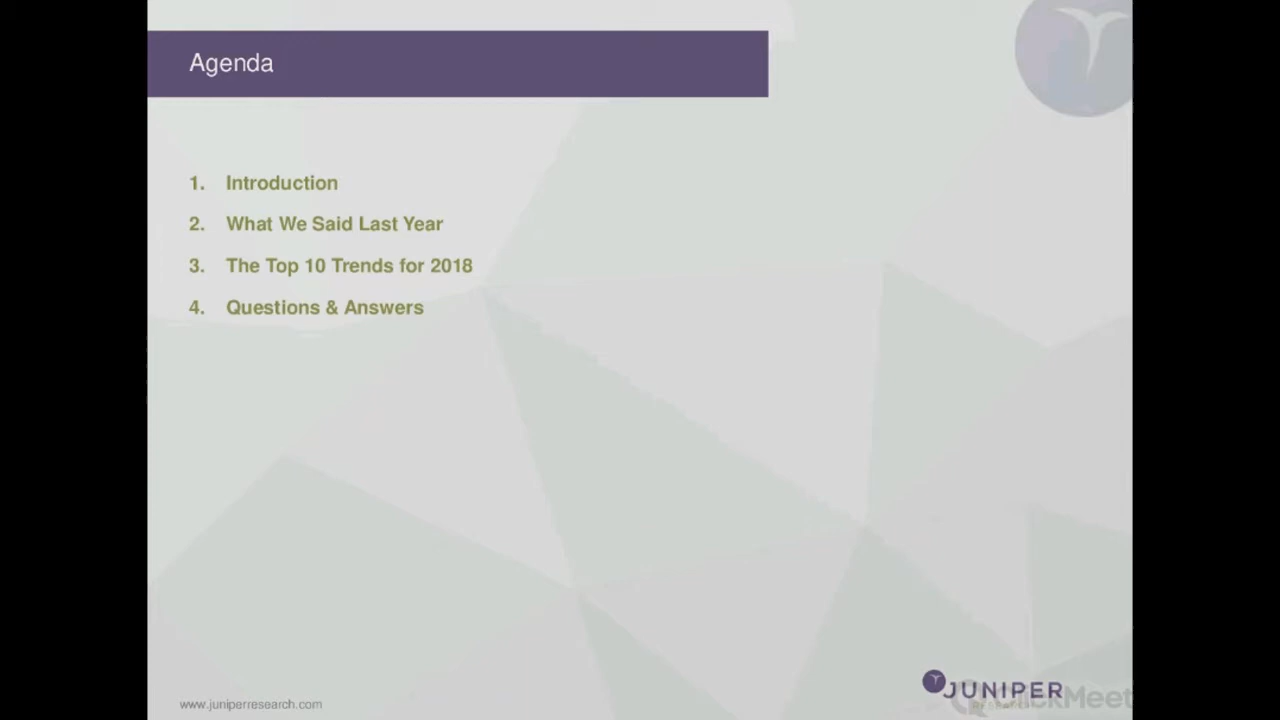 Agenda
1. Introduction
2. What We Said Last Year
3. The Top 10 Trends for 2018
4. Questions & Answers
www.juniperresearch.com
JUNIPER
RESEARCH